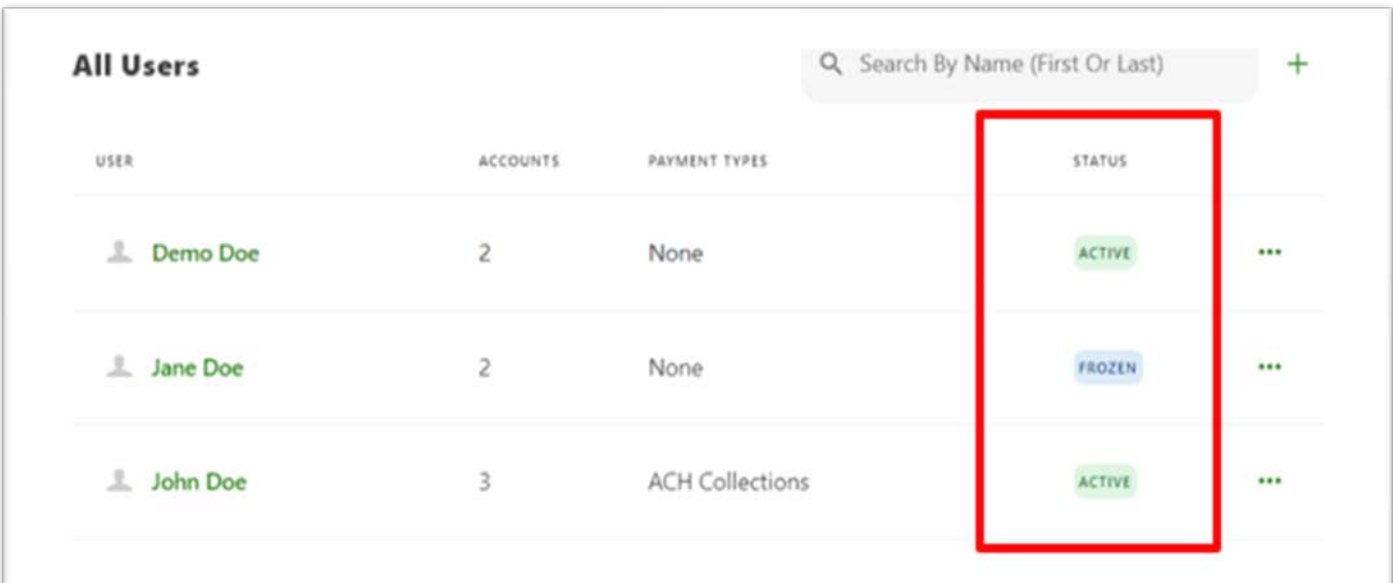 All Users
Search By Name (First Or Last)
USER ACCOUNTS PAYMENT TYPES STATUS
Demo Doe 2 None ACTIVE
Jane Doe 2 None FROZEN
John Doe 3 ACH Collections ACTIVE